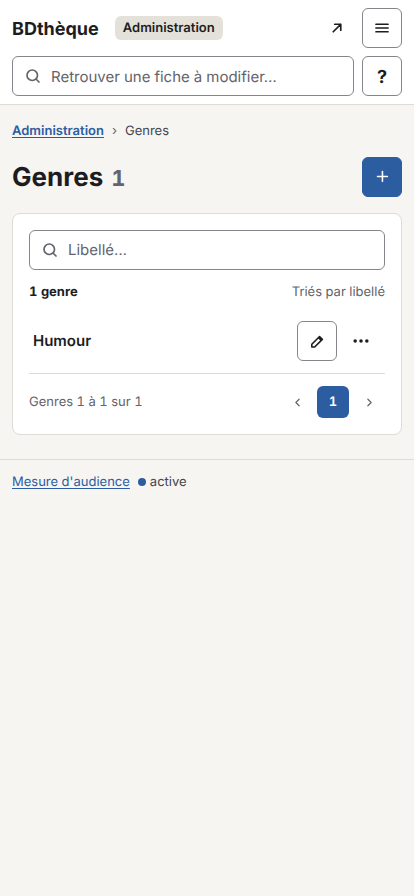 BDthèque Administration
Retrouver une fiche à modifier... ?
Administration › Genres
Genres 1
+
Libellé...
1 genre Triés par libellé
Humour
Genres 1 à 1 sur 1 ‹ 1 ›
Mesure d'audience active